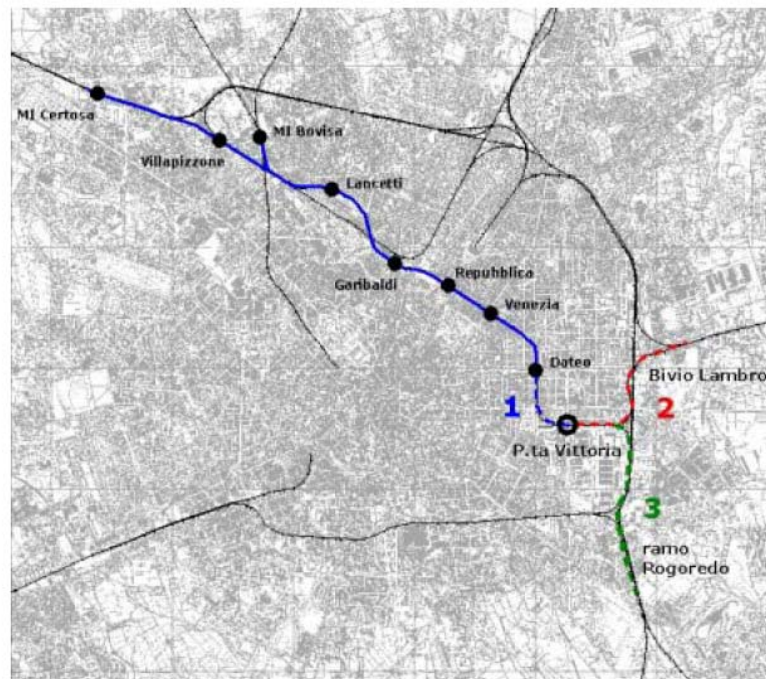 MI Certosa
MI Bovisa
Villapizzone
Lancetti
Garibaldi
Repubblica
Venezia
Dateo
Bivio Lambro
1
2
P.ta Vittoria
3
ramo
Rogoredo